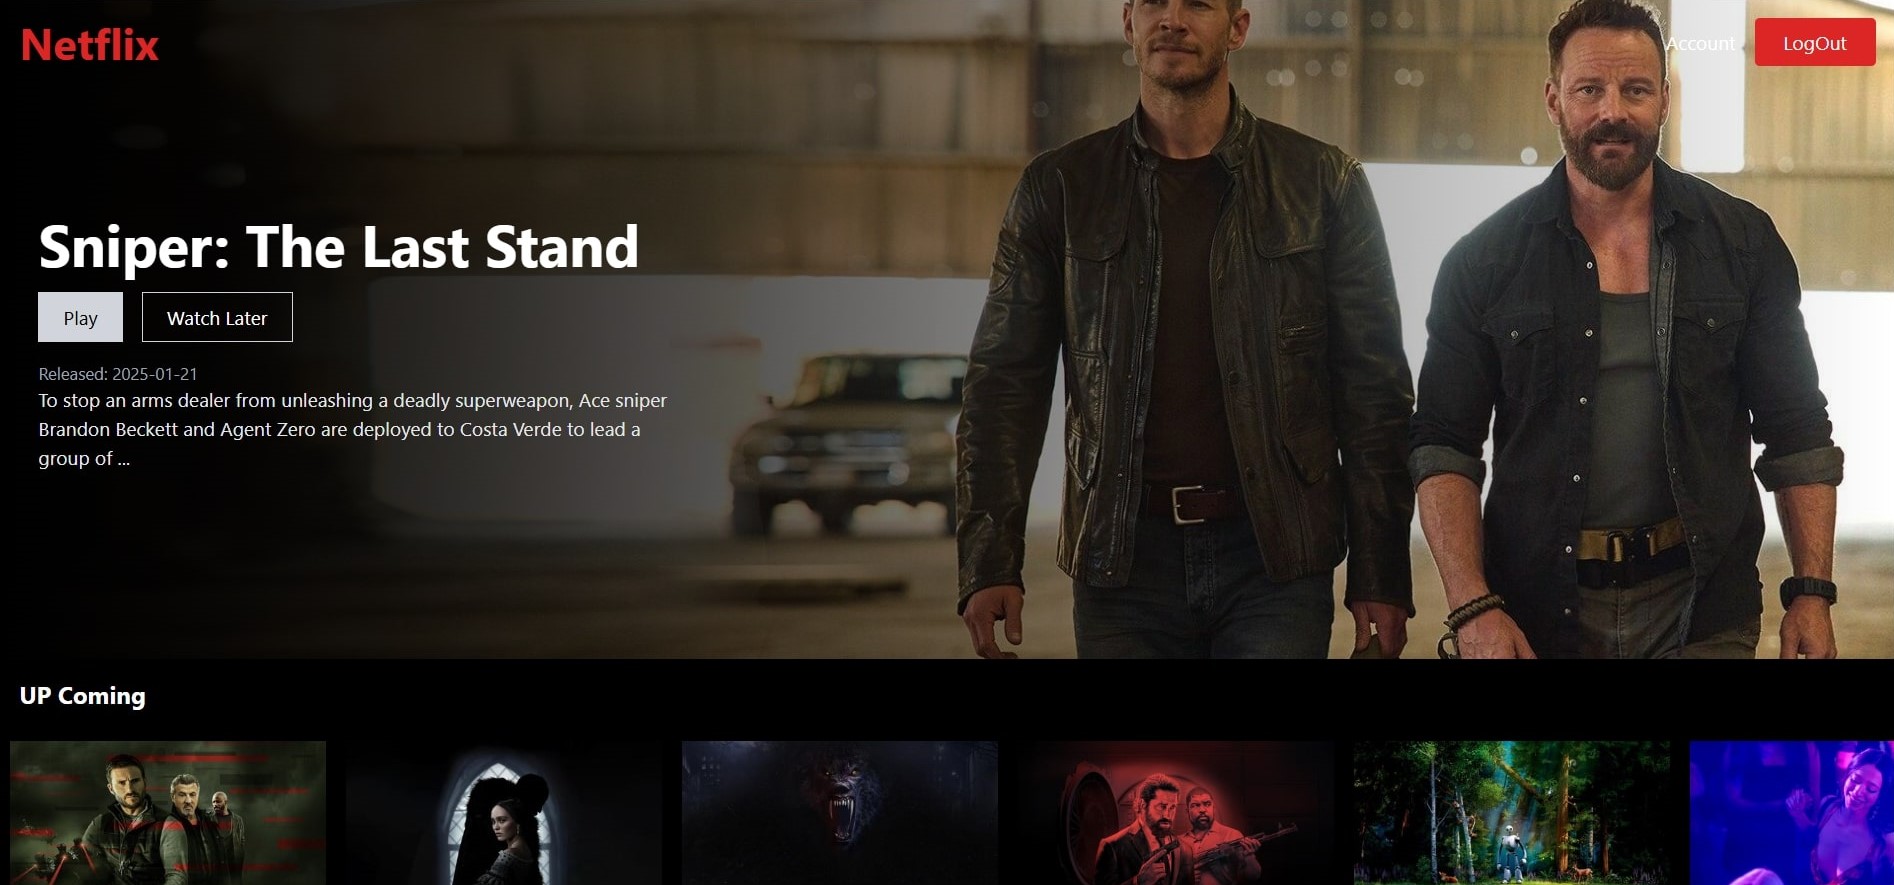 Netflix
Account
LogOut
Sniper: The Last Stand
Play
Watch Later
Released: 2025-01-21
To stop an arms dealer from unleashing a deadly superweapon, Ace sniper
Brandon Beckett and Agent Zero are deployed to Costa Verde to lead a
group of ...
UP Coming